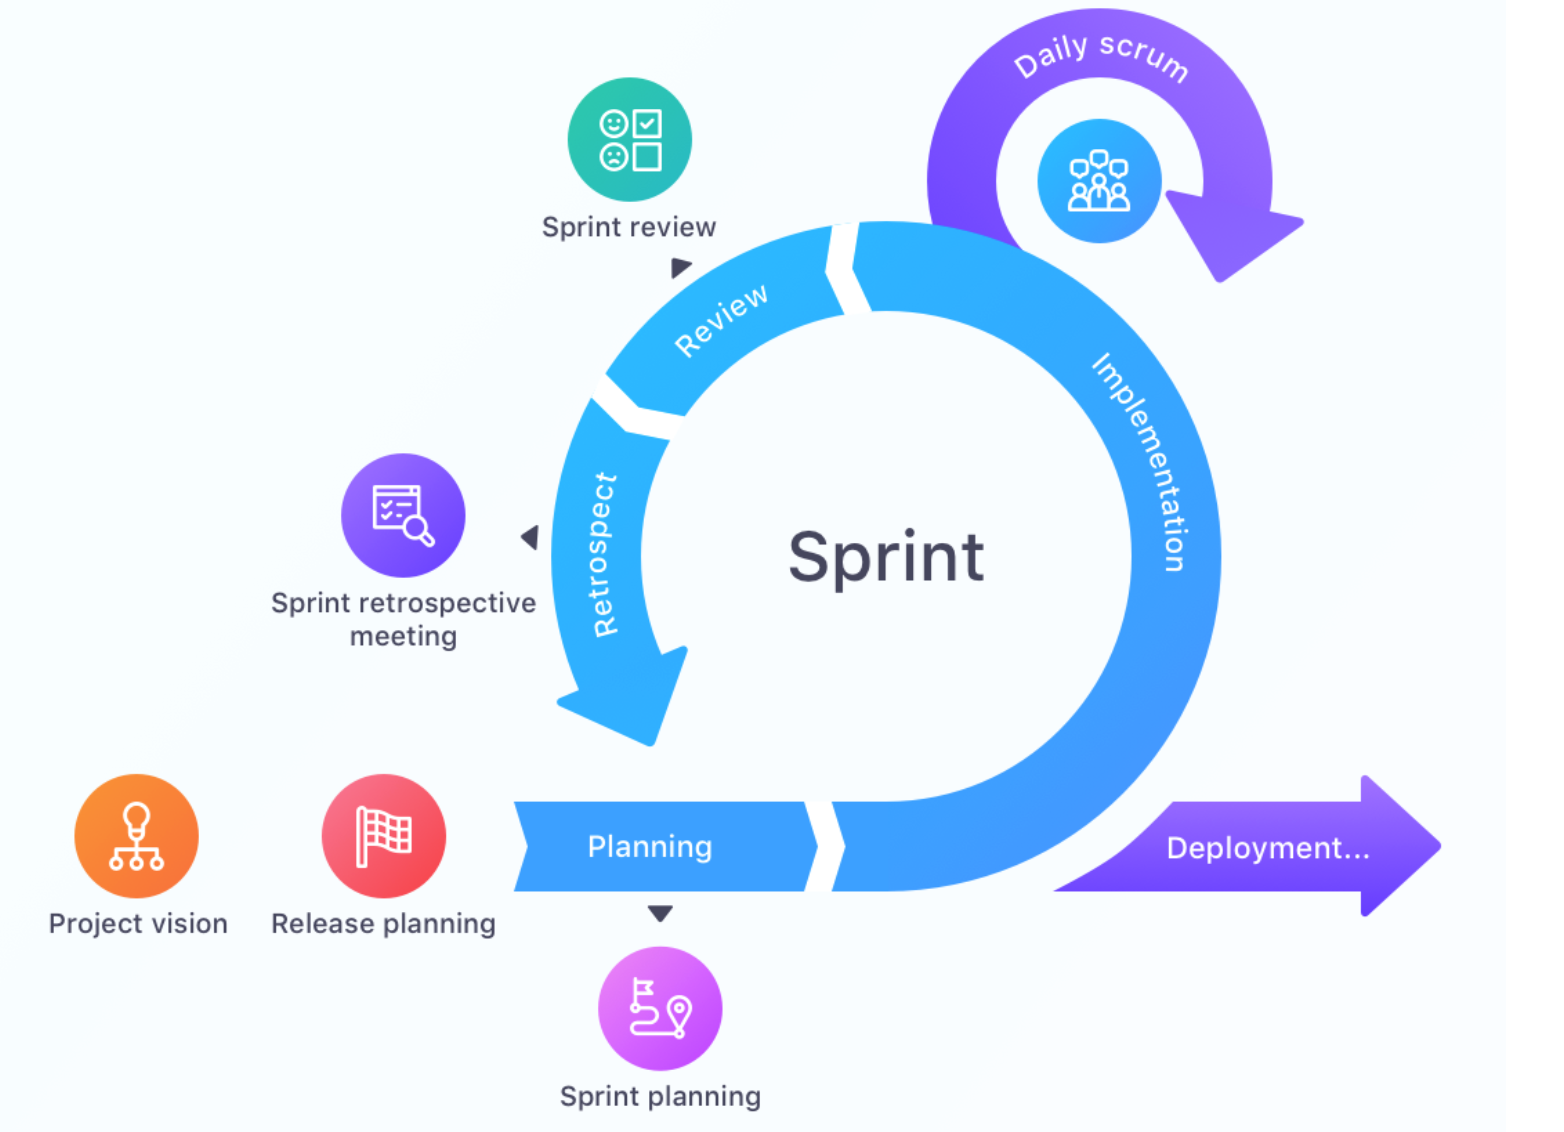 Daily scrum
Sprint review
Review
Implementation
Retrospect
Sprint
Sprint retrospective
meeting
Planning
Deployment...
Project vision
Release planning
Sprint planning